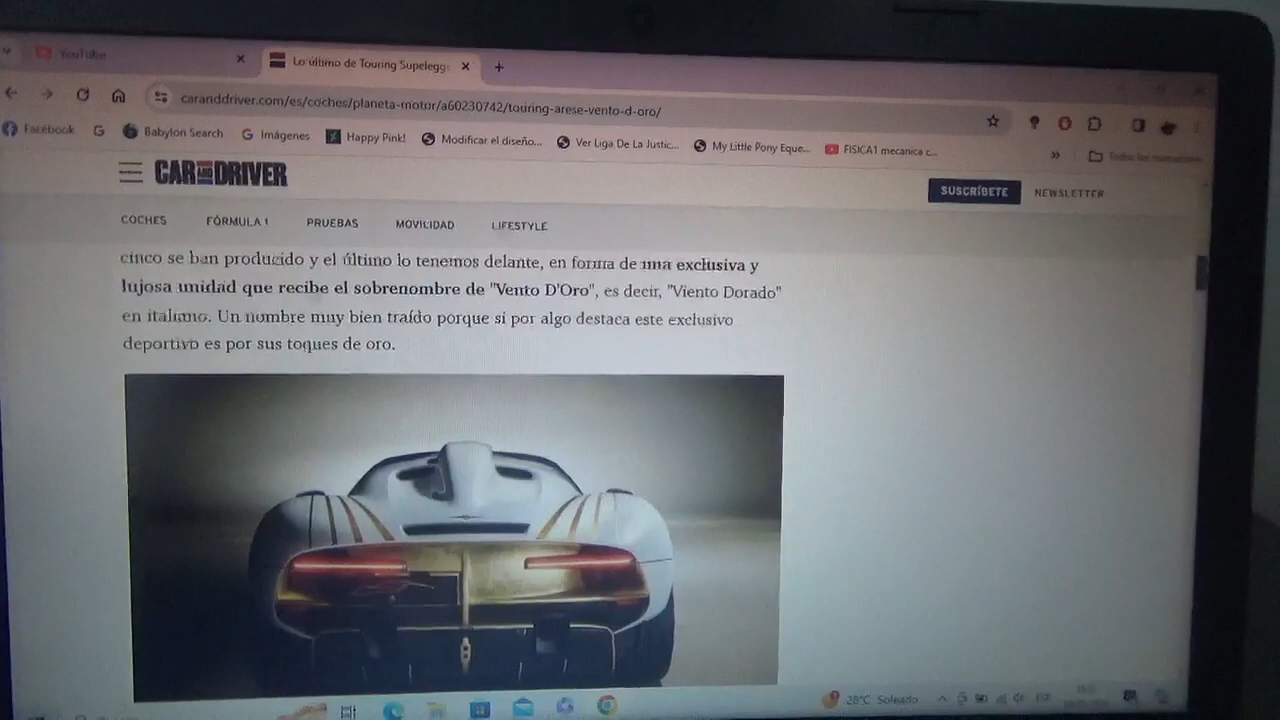 YouTube
Lo último de Touring Supelegg
caranddriver.com/es/coches/planeta-motor/a60230742/touring-arese-vento-d-oro/
Facebook
Babylon Search
Imágenes
Happy Pink!
Modificar el diseño...
Ver Liga De La Justic...
My Little Pony Eque...
FISICA1 mecanica c...
»
Todos los marcadores
CAR AND DRIVER
SUSCRÍBETE
NEWSLETTER
COCHES
FÓRMULA 1
PRUEBAS
MOVILIDAD
LIFESTYLE
cinco se han producido y el último lo tenemos delante, en forma de una exclusiva y
lujosa unidad que recibe el sobrenombre de "Vento D'Oro", es decir, "Viento Dorado"
en italiano. Un nombre muy bien traído porque si por algo destaca este exclusivo
deportivo es por sus toques de oro.
28°C Soleado
ESP